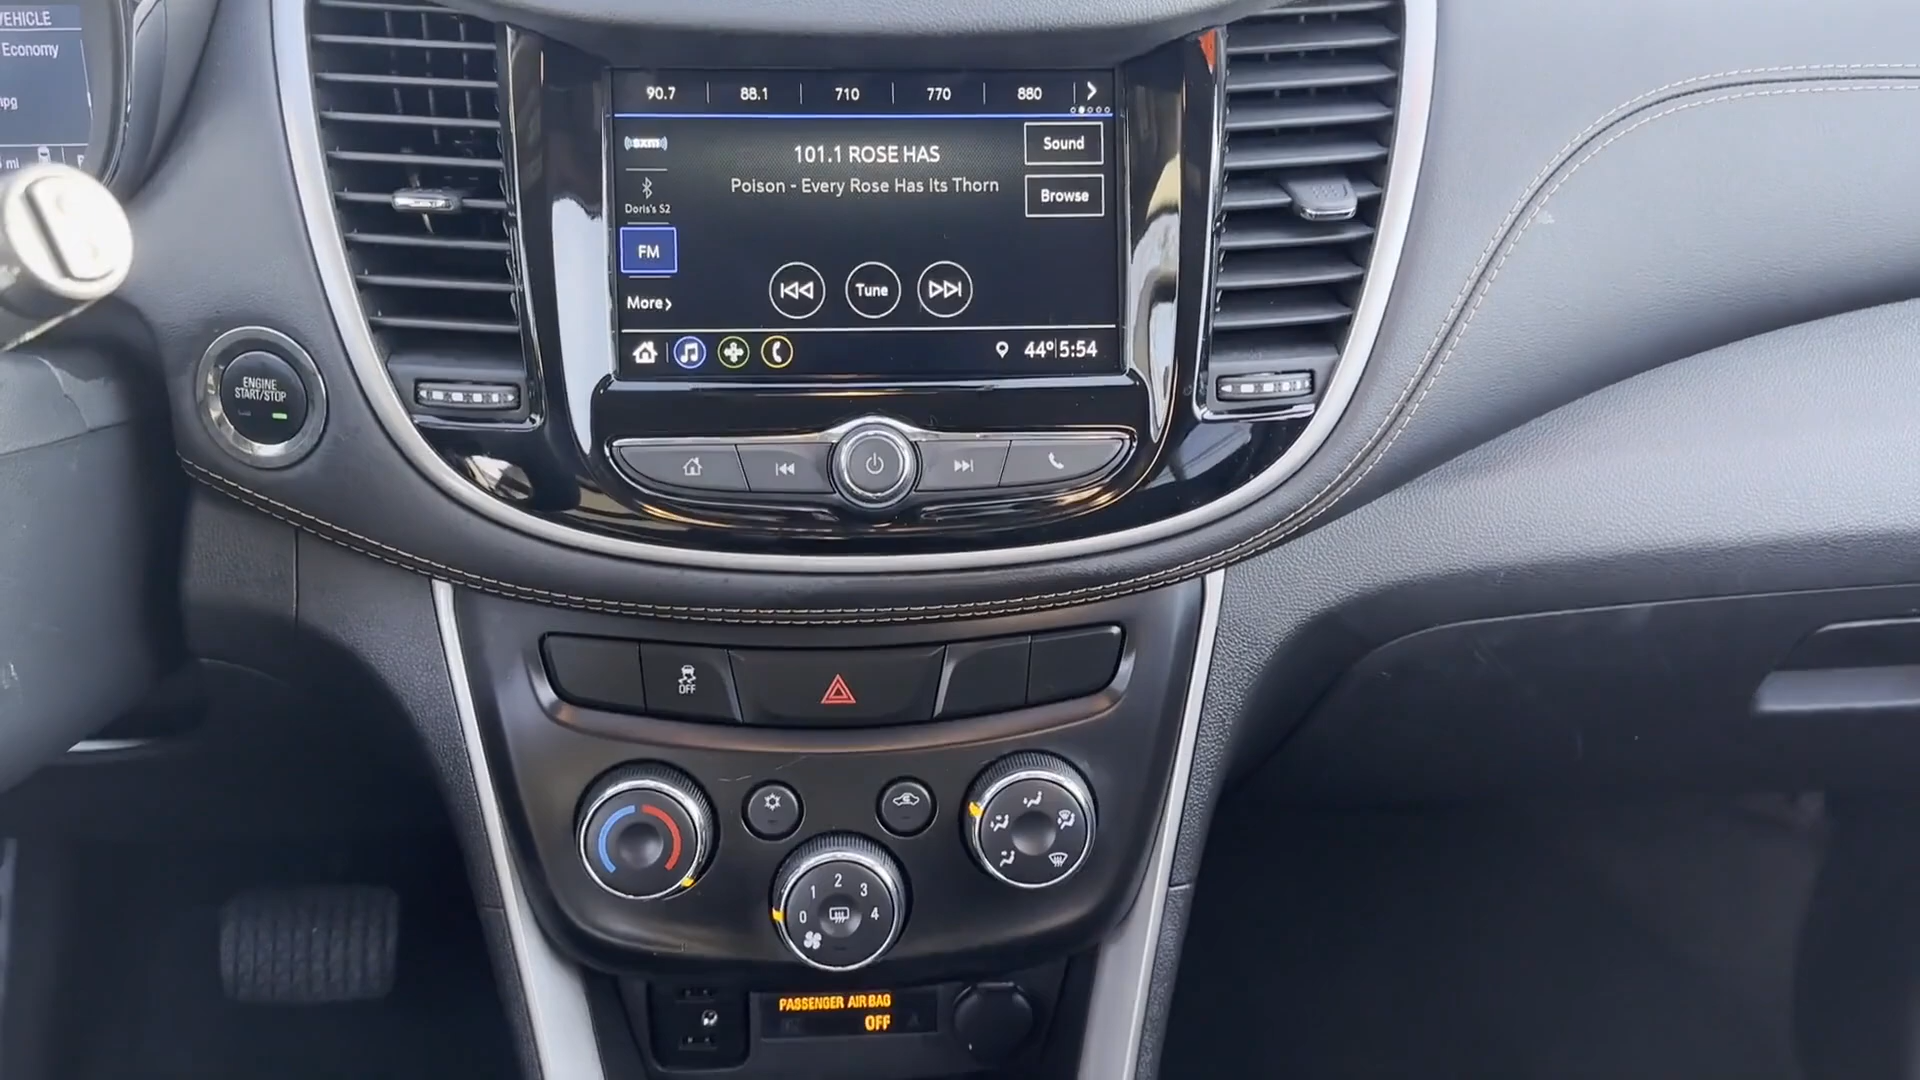 VEHICLE
Economy
mpg
mi
90.7 88.1 710 770 880
sxm
101.1 ROSE HAS
Sound
Poison - Every Rose Has Its Thorn
Doris's S2
Browse
FM
Tune
More
44° 5:54
ENGINE
START/STOP
OFF
0 1 2 3 4
PASSENGER AIR BAG
OFF